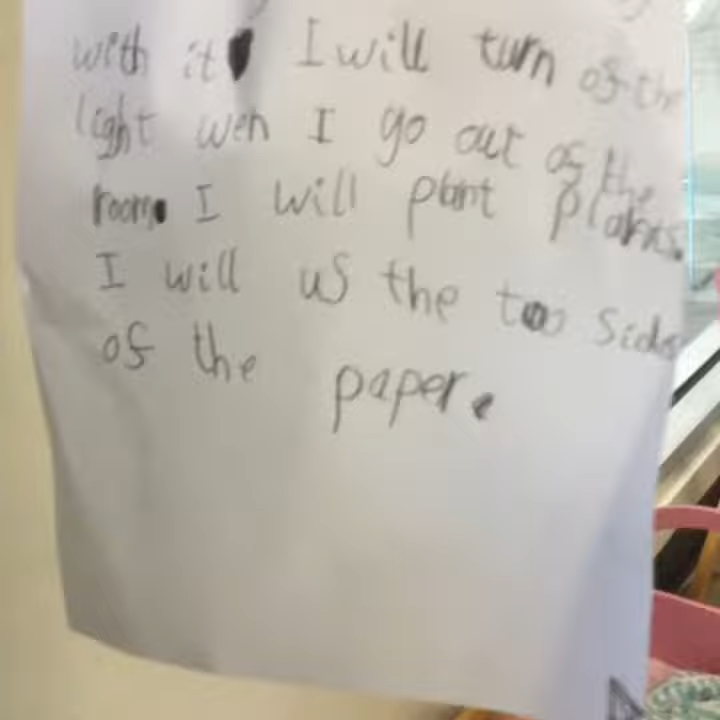 with it. I will turn of the
light wen I go out of the
room. I will plant plants.
I will us the too sides
of the paper.